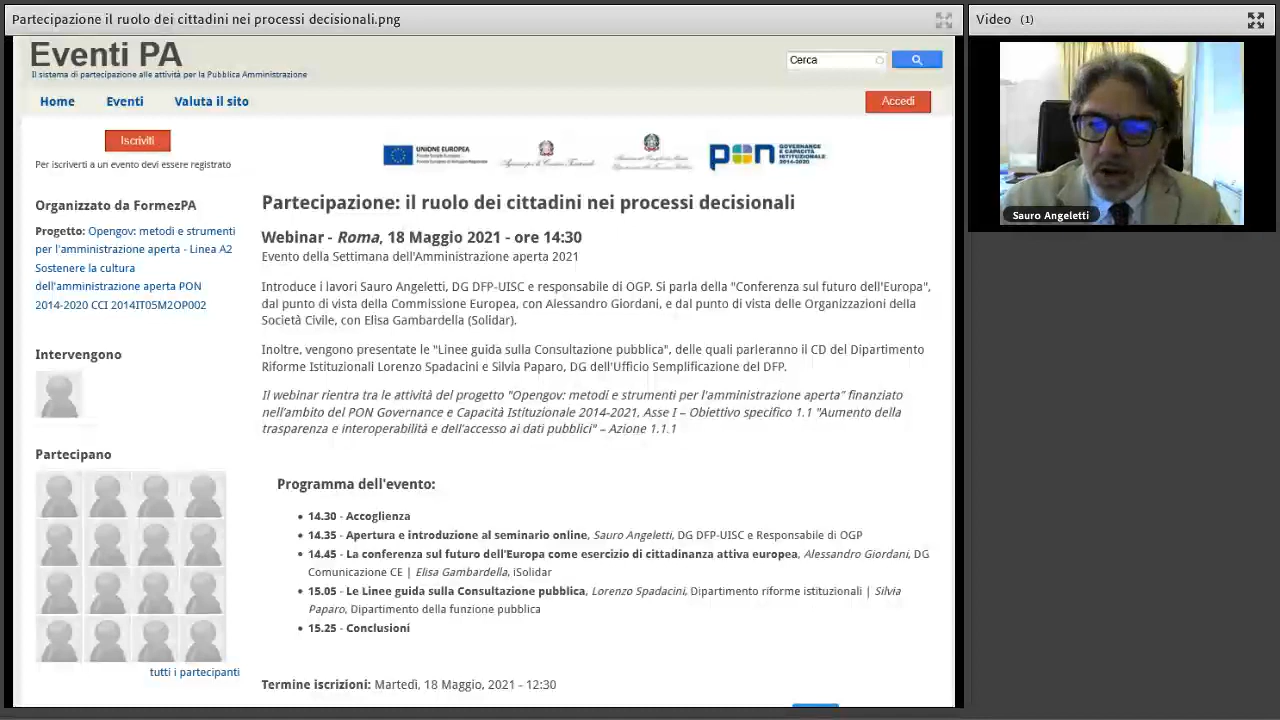 Partecipazione il ruolo dei cittadini nei processi decisionali.png
Video (1)
Eventi PA
Il sistema di partecipazione alle attività per la Pubblica Amministrazione
Cerca
Home Eventi Valuta il sito
Accedi
Iscriviti
Per iscriverti a un evento devi essere registrato
UNIONE EUROPEA
pon GOVERNANCE
E CAPACITÀ
ISTITUZIONALE
2014-2020
Organizzato da FormezPA
Progetto: Opengov: metodi e strumenti
per l'amministrazione aperta - Linea A2
Sostenere la cultura
dell'amministrazione aperta PON
2014-2020 CCI 2014IT05M2OP002
Intervengono
Partecipano
tutti i partecipanti
Partecipazione: il ruolo dei cittadini nei processi decisionali
Webinar - Roma, 18 Maggio 2021 - ore 14:30
Evento della Settimana dell'Amministrazione aperta 2021
Introduce i lavori Sauro Angeletti, DG DFP-UISC e responsabile di OGP. Si parla della "Conferenza sul futuro dell'Europa",
dal punto di vista della Commissione Europea, con Alessandro Giordani, e dal punto di vista delle Organizzazioni della
Società Civile, con Elisa Gambardella (Solidar).
Inoltre, vengono presentate le "Linee guida sulla Consultazione pubblica", delle quali parleranno il CD del Dipartimento
Riforme Istituzionali Lorenzo Spadacini e Silvia Paparo, DG dell'Ufficio Semplificazione del DFP.
Il webinar rientra tra le attività del progetto "Opengov: metodi e strumenti per l'amministrazione aperta" finanziato
nell'ambito del PON Governance e Capacità Istituzionale 2014-2021, Asse I – Obiettivo specifico 1.1 "Aumento della
trasparenza e interoperabilità e dell'accesso ai dati pubblici" – Azione 1.1.1
Programma dell'evento:
• 14.30 - Accoglienza
• 14.35 - Apertura e introduzione al seminario online, Sauro Angeletti, DG DFP-UISC e Responsabile di OGP
• 14.45 - La conferenza sul futuro dell'Europa come esercizio di cittadinanza attiva europea, Alessandro Giordani, DG
Comunicazione CE | Elisa Gambardella, iSolidar
• 15.05 - Le Linee guida sulla Consultazione pubblica, Lorenzo Spadacini, Dipartimento riforme istituzionali | Silvia
Paparo, Dipartimento della funzione pubblica
• 15.25 - Conclusioni
Termine iscrizioni: Martedì, 18 Maggio, 2021 - 12:30
Sauro Angeletti